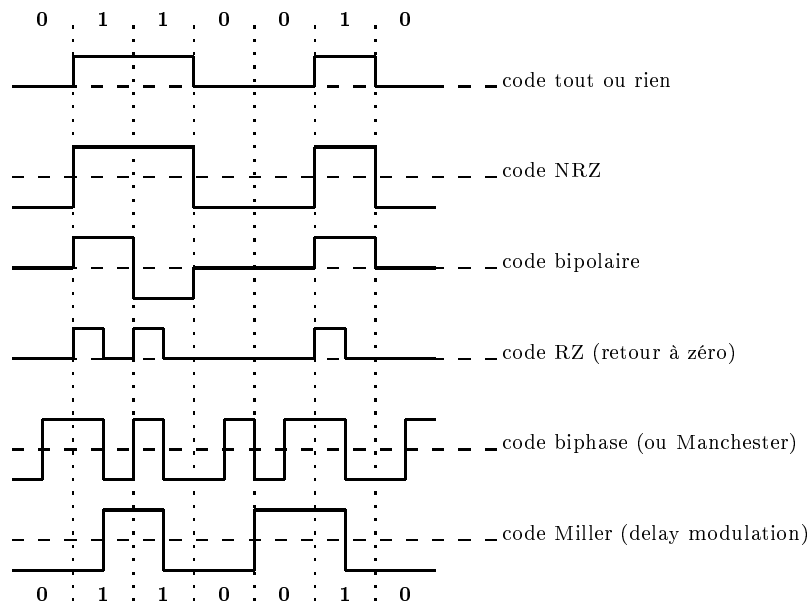 0 1 1 0 0 1 0
code tout ou rien
code NRZ
code bipolaire
code RZ (retour à zéro)
code biphase (ou Manchester)
code Miller (delay modulation)
0 1 1 0 0 1 0